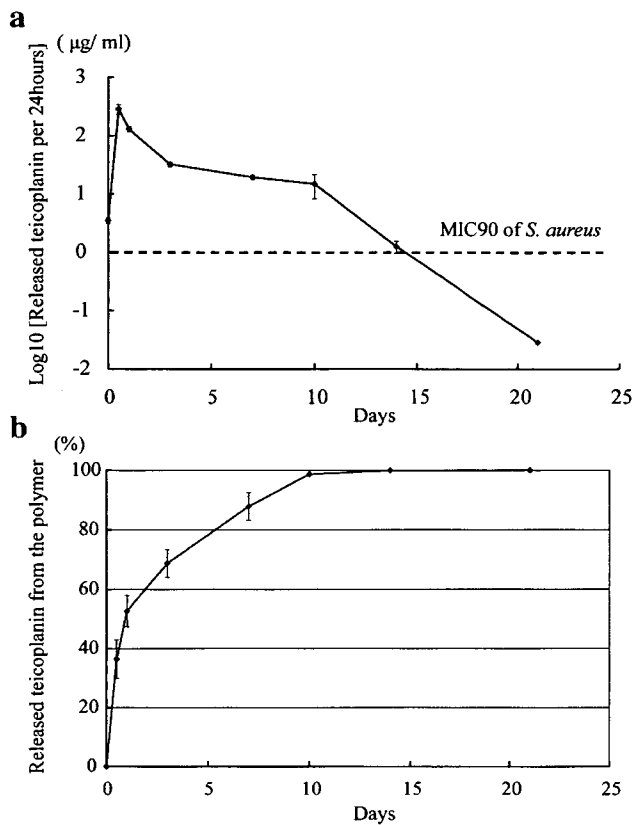 a
( μg/ ml)
Log10 [Released teicoplanin per 24hours]
3
2
1
0
-1
-2
MIC90 of S. aureus
0 5 10 15 20 25
Days
b
(%)
Released teicoplanin from the polymer
100
80
60
40
20
0
0 5 10 15 20 25
Days